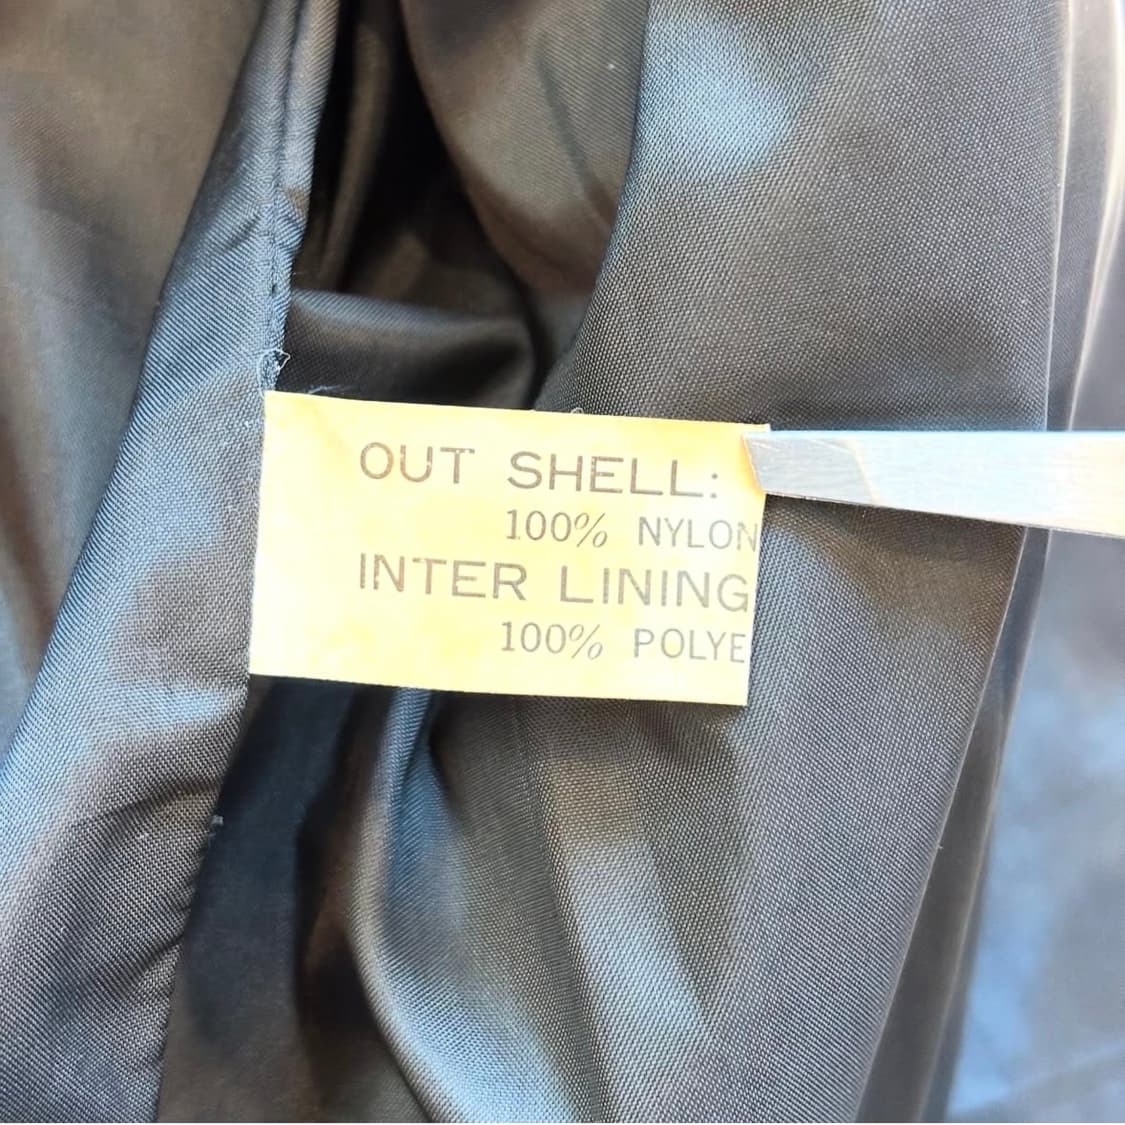 OUT SHELL:
100% NYLON
INTER LINING
100% POLYE